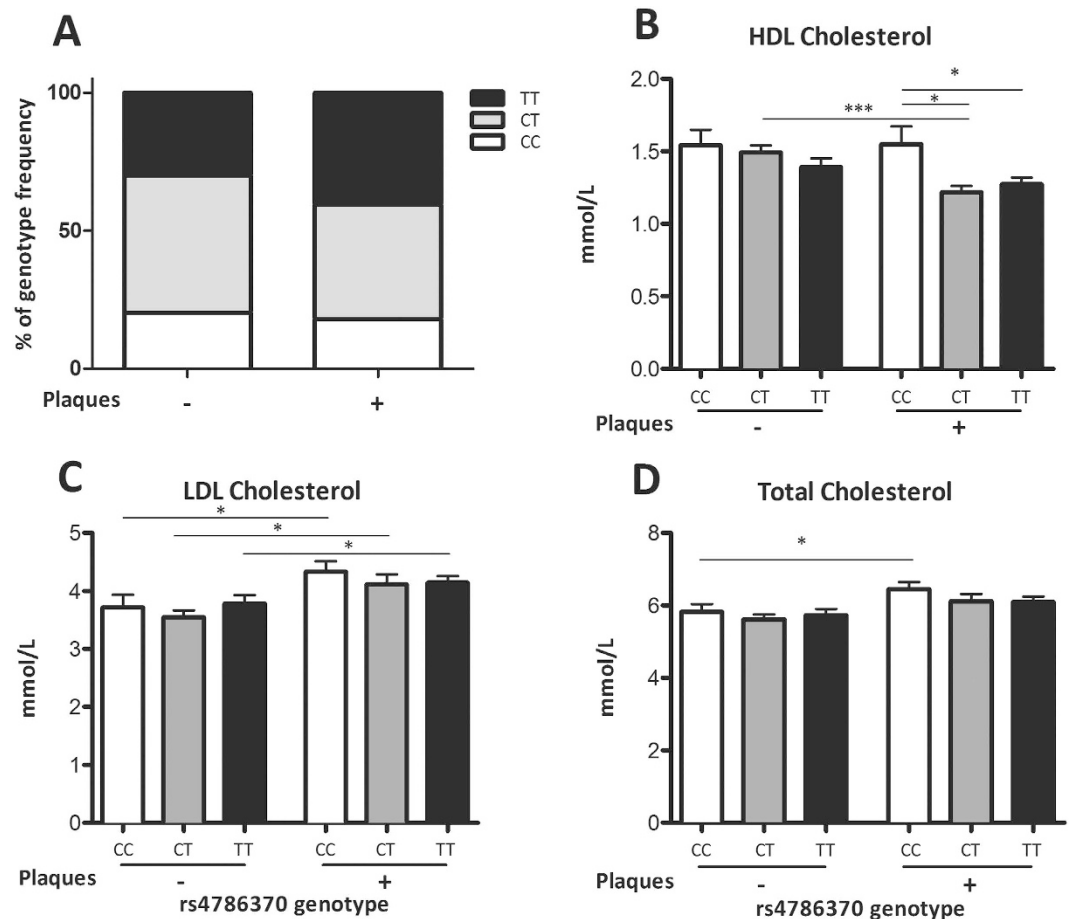 A
% of genotype frequency
100
50
0
TT
CT
CC
Plaques - +
B
HDL Cholesterol
mmol/L
2.0
1.5
1.0
0.5
0.0
*
*
***
CC CT TT CC CT TT
Plaques - +
C
LDL Cholesterol
mmol/L
5
4
3
2
1
0
*
*
*
CC CT TT CC CT TT
Plaques - +
rs4786370 genotype
D
Total Cholesterol
mmol/L
8
6
4
2
0
*
CC CT TT CC CT TT
Plaques - +
rs4786370 genotype